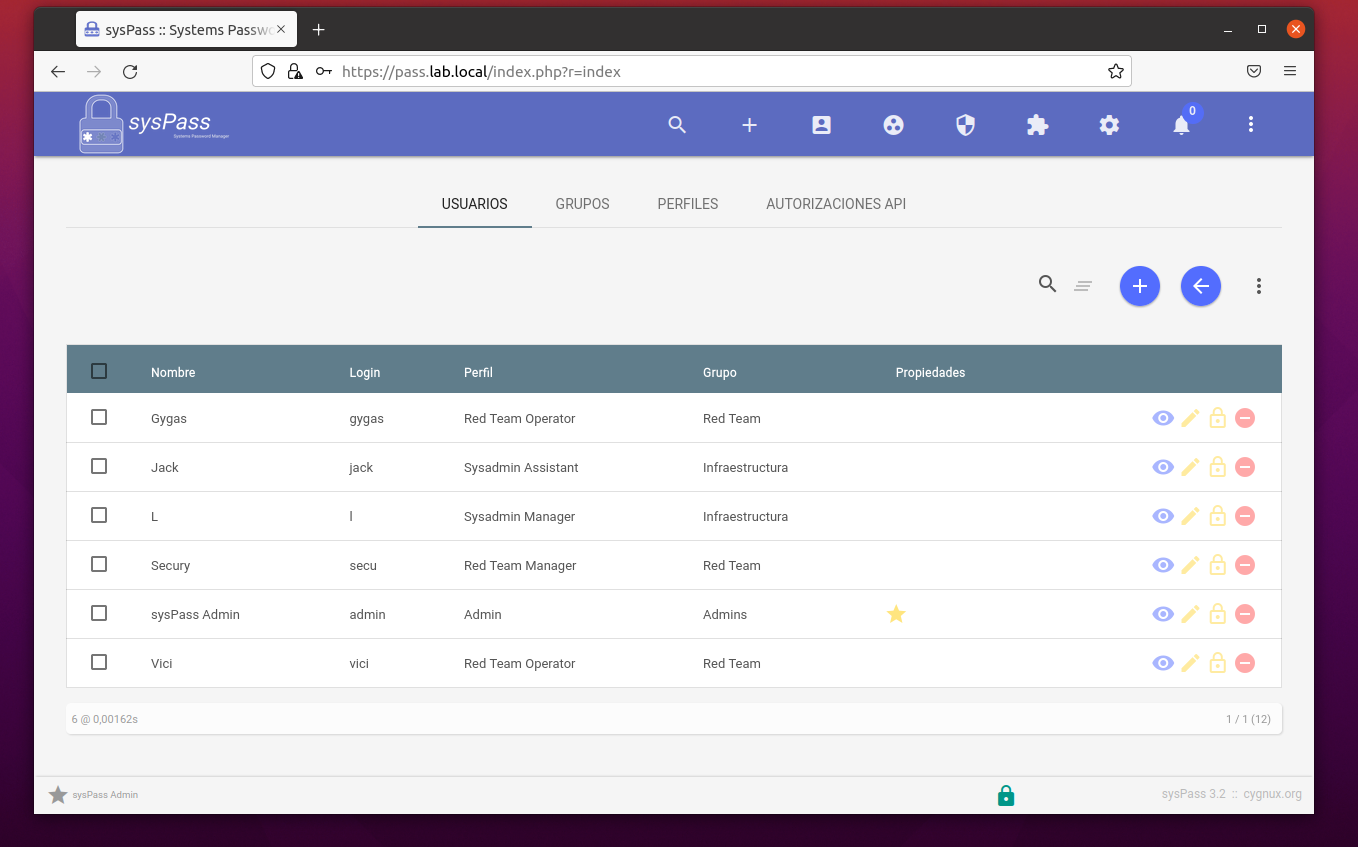 sysPass :: Systems Passwo
https://pass.lab.local/index.php?r=index
sysPass
Systems Password Manager
0
USUARIOS GRUPOS PERFILES AUTORIZACIONES API
Nombre Login Perfil Grupo Propiedades
Gygas gygas Red Team Operator Red Team
Jack jack Sysadmin Assistant Infraestructura
L l Sysadmin Manager Infraestructura
Secury secu Red Team Manager Red Team
sysPass Admin admin Admin Admins
Vici vici Red Team Operator Red Team
6 @ 0,00162s 1 / 1 (12)
sysPass Admin sysPass 3.2 :: cygnux.org